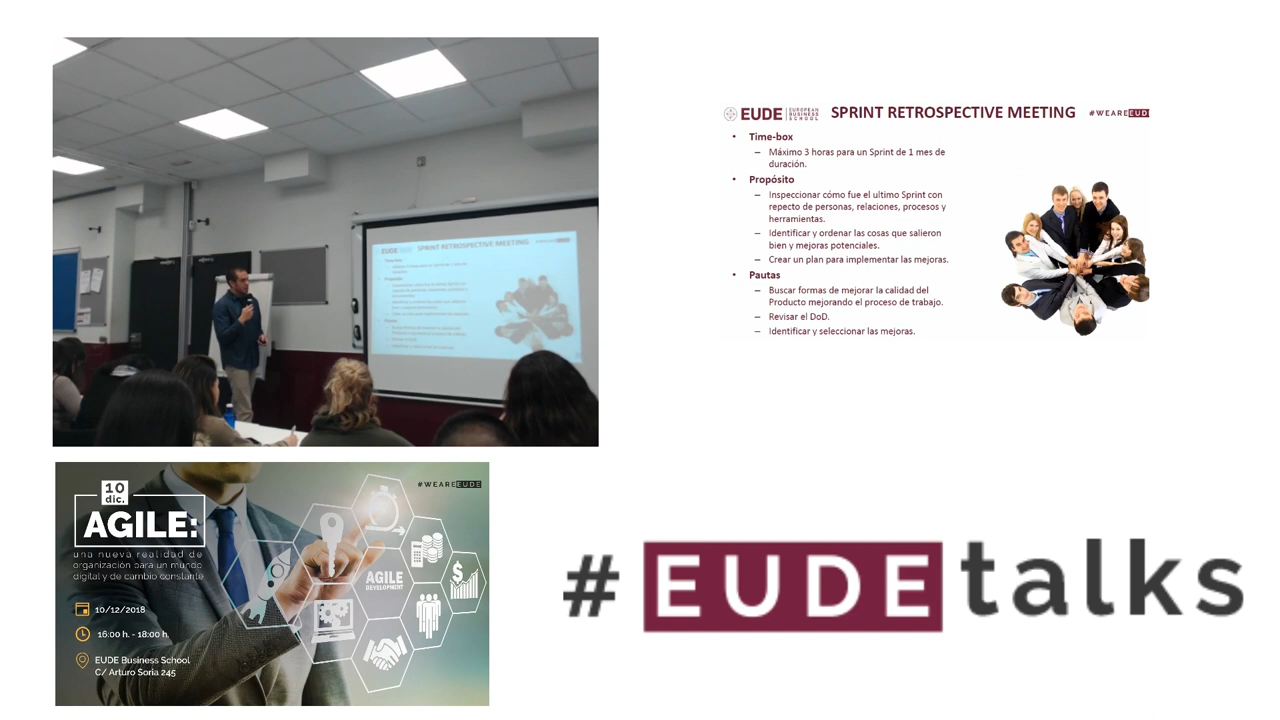 EUDE
SPRINT RETROSPECTIVE MEETING
EUDE EUROPEAN BUSINESS SCHOOL
SPRINT RETROSPECTIVE MEETING
#WEAREEUD
• Time-box
– Máximo 3 horas para un Sprint de 1 mes de
duración.
• Propósito
– Inspeccionar cómo fue el ultimo Sprint con
repecto de personas, relaciones, procesos y
herramientas.
– Identificar y ordenar las cosas que salieron
bien y mejoras potenciales.
– Crear un plan para implementar las mejoras.
• Pautas
– Buscar formas de mejorar la calidad del
Producto mejorando el proceso de trabajo.
– Revisar el DoD.
– Identificar y seleccionar las mejoras.
10
dic.
#WEAREEUDE
AGILE:
una nueva realidad de
organización para un mundo
digital y de cambio constante
AGILE
DEVELOPMENT
10/12/2018
16:00 h. - 18:00 h.
EUDE Business School
C/ Arturo Soria 245
#EUDEtalks